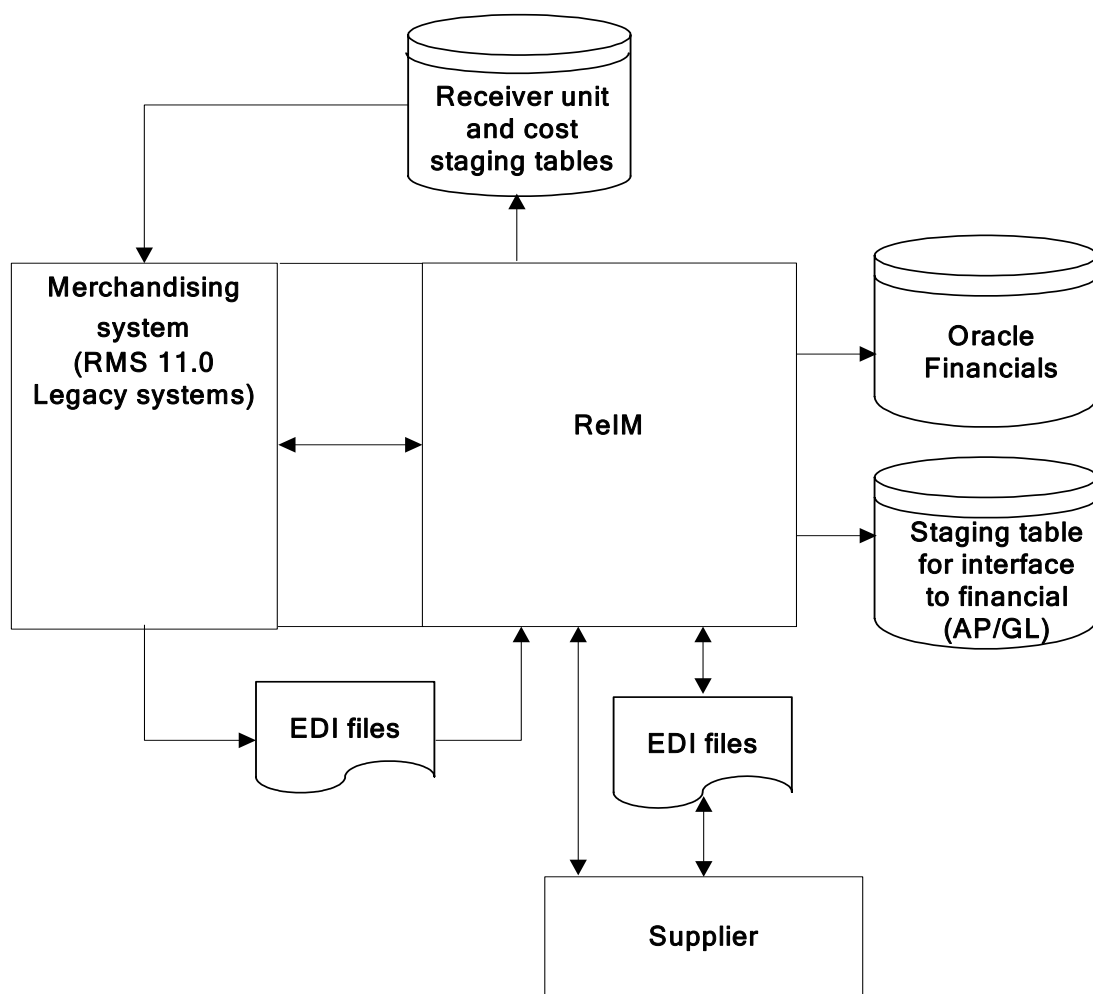 Receiver unit
and cost
staging tables
Merchandising
system
(RMS 11.0
Legacy systems)
ReIM
Oracle
Financials
Staging table
for interface
to financial
(AP/GL)
EDI files
EDI files
Supplier